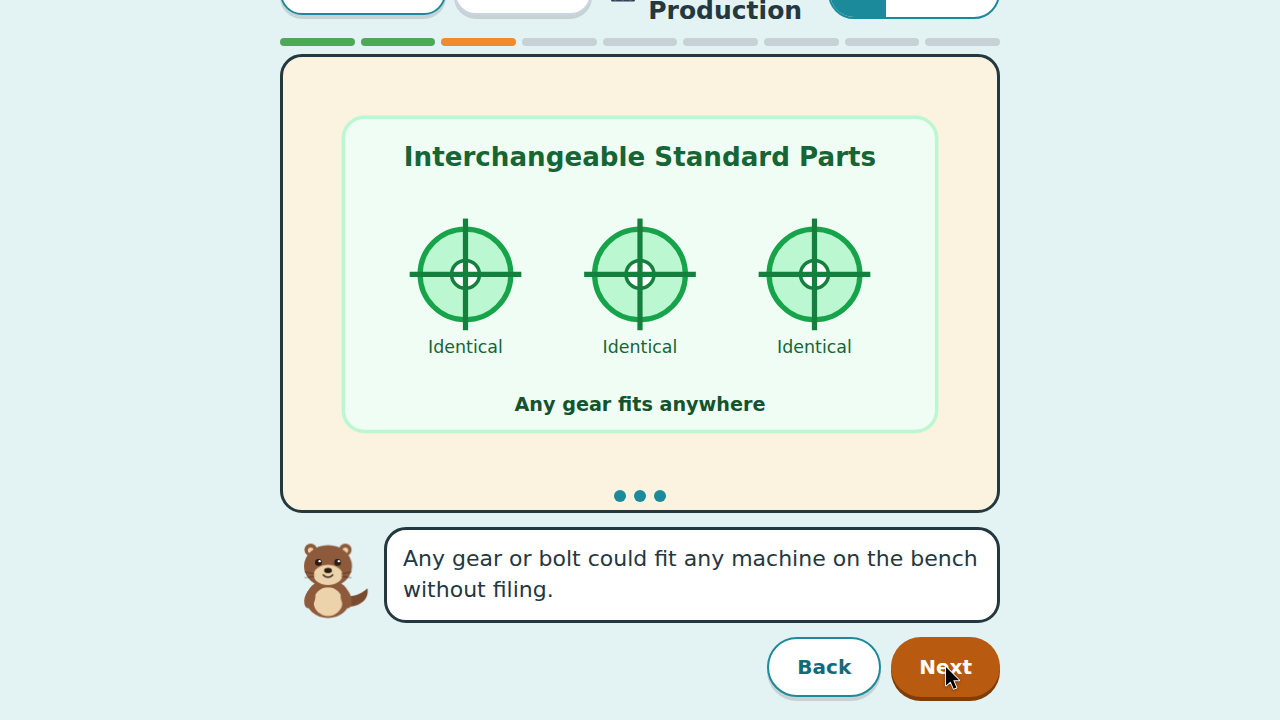 Production
Interchangeable Standard Parts
Identical
Identical
Identical
Any gear fits anywhere
Any gear or bolt could fit any machine on the bench
without filing.
Back
Next